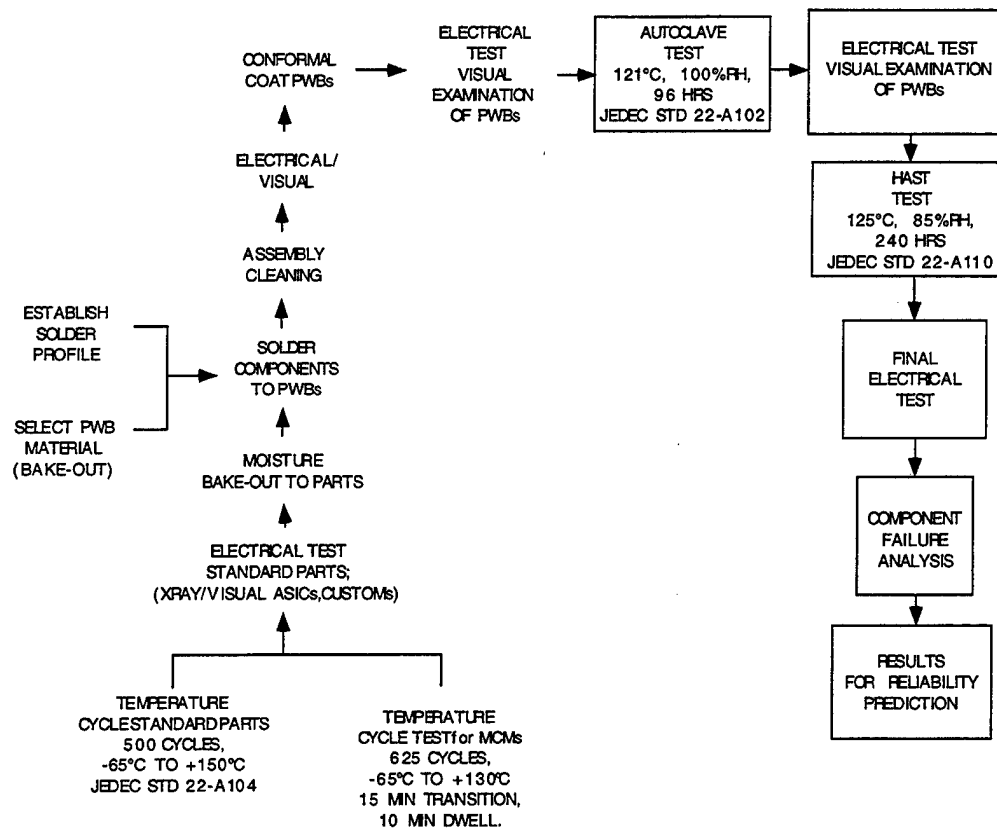 TEMPERATURE
CYCLE STANDARD PARTS
500 CYCLES,
-65°C TO +150°C
JEDEC STD 22-A104
TEMPERATURE
CYCLE TEST for MCMs
625 CYCLES,
-65°C TO +130°C
15 MIN TRANSITION,
10 MIN DWELL.
ELECTRICAL TEST
STANDARD PARTS;
(XRAY/VISUAL ASICs,CUSTOMs)
MOISTURE
BAKE-OUT TO PARTS
ESTABLISH
SOLDER
PROFILE
SELECT PWB
MATERIAL
(BAKE-OUT)
SOLDER
COMPONENTS
TO PWBs
ASSEMBLY
CLEANING
ELECTRICAL/
VISUAL
CONFORMAL
COAT PWBs
ELECTRICAL
TEST
VISUAL
EXAMINATION
OF PWBs
AUTOCLAVE
TEST
121°C, 100%RH,
96 HRS
JEDEC STD 22-A102
ELECTRICAL TEST
VISUAL EXAMINATION
OF PWBs
HAST
TEST
125°C, 85%RH,
240 HRS
JEDEC STD 22-A110
FINAL
ELECTRICAL
TEST
COMPONENT
FAILURE
ANALYSIS
RESULTS
FOR RELIABILITY
PREDICTION